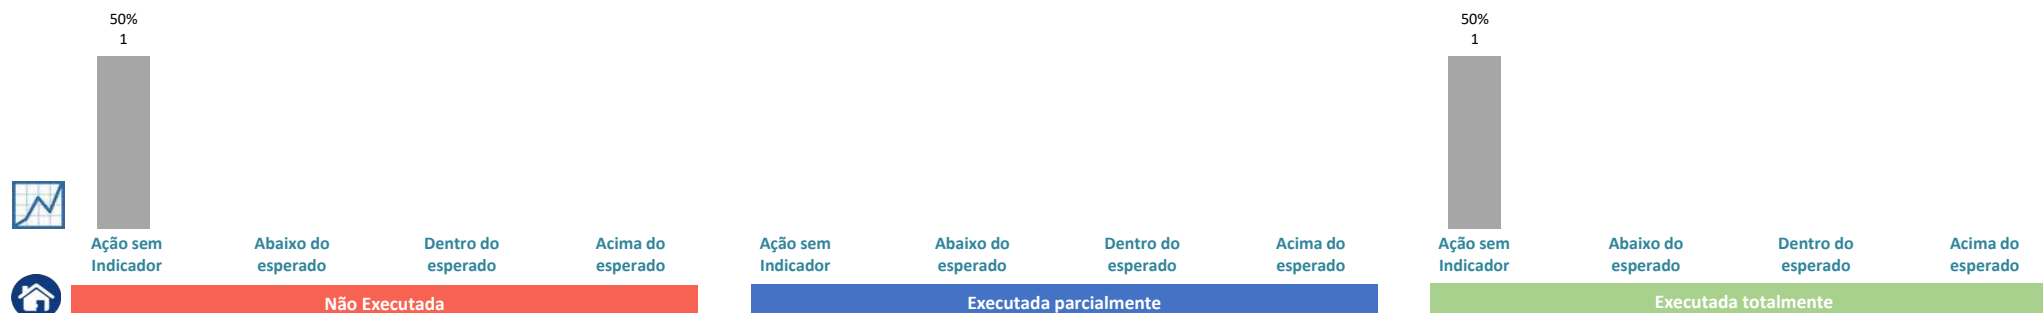 50%
1
50%
1
Ação sem Indicador
Abaixo do esperado
Dentro do esperado
Acima do esperado
Ação sem Indicador
Abaixo do esperado
Dentro do esperado
Acima do esperado
Ação sem Indicador
Abaixo do esperado
Dentro do esperado
Acima do esperado
Não Executada
Executada parcialmente
Executada totalmente